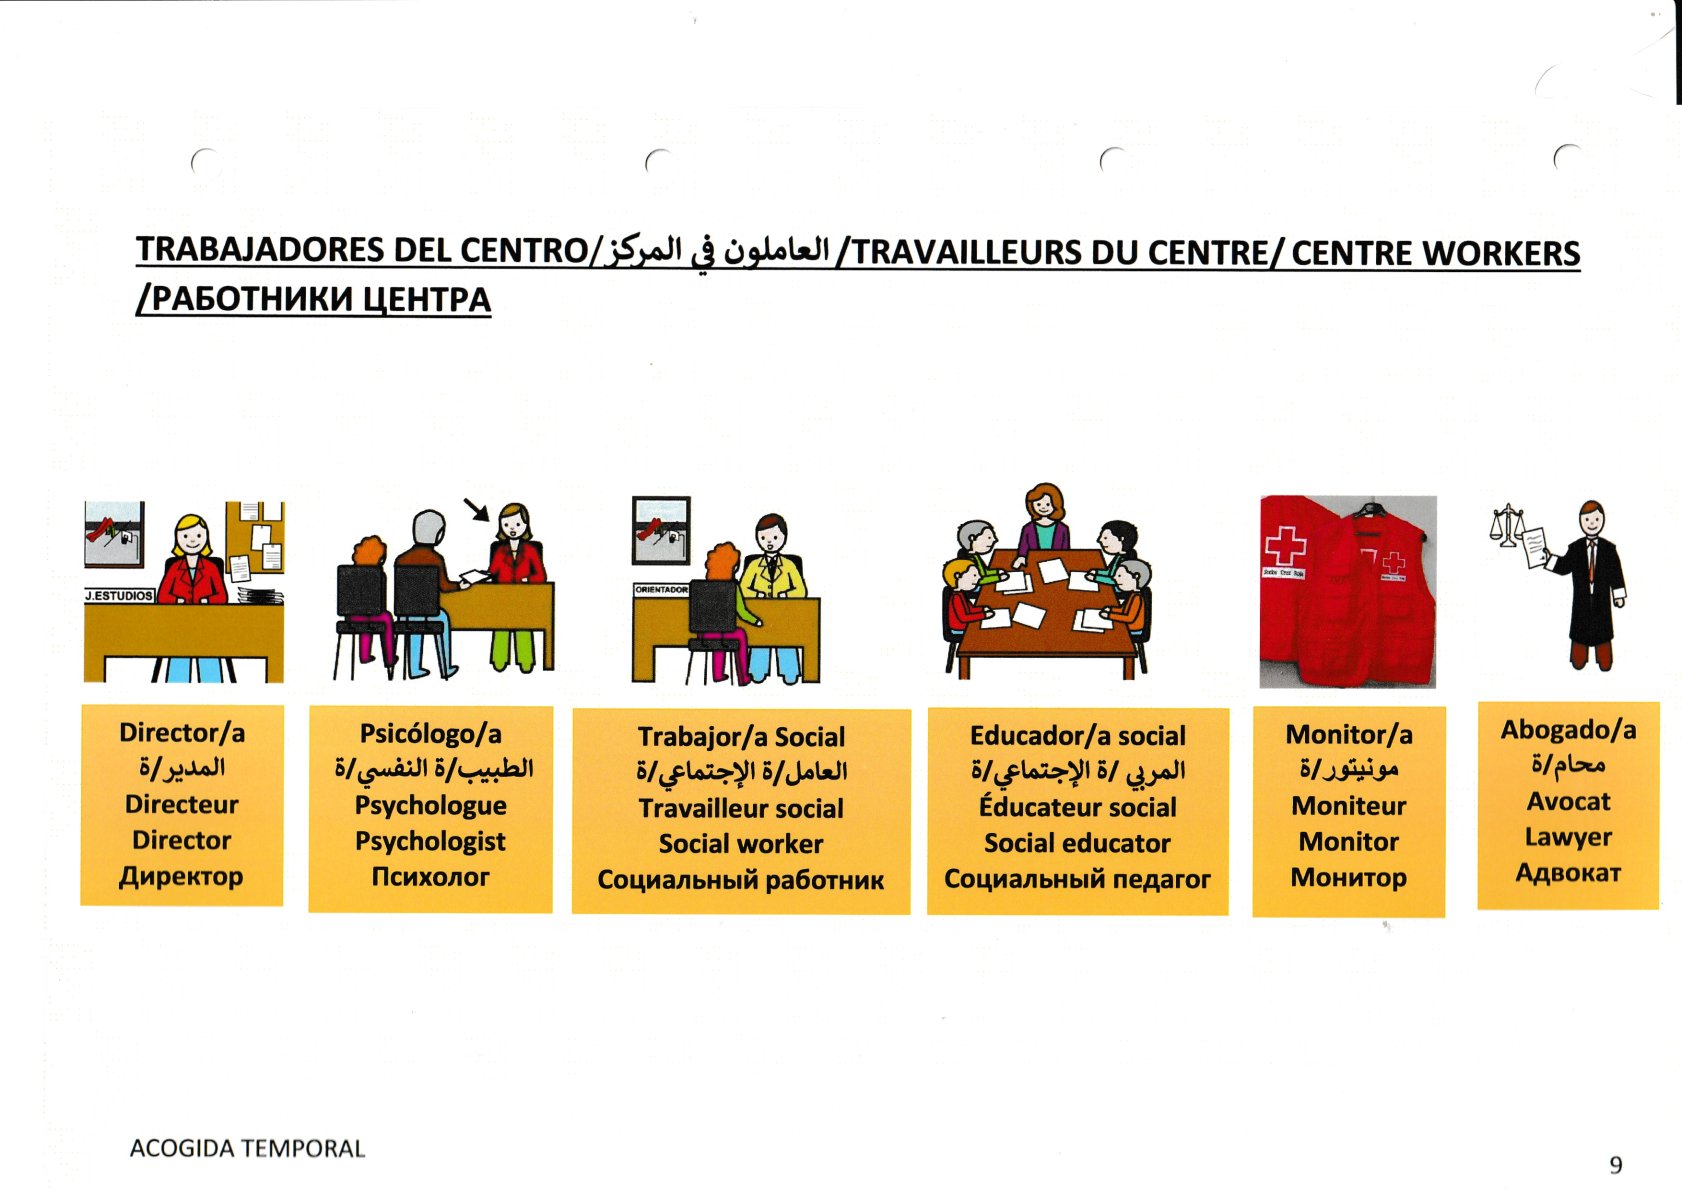 TRABAJADORES DEL CENTRO/العاملون في المركز /TRAVAILLEURS DU CENTRE/ CENTRE WORKERS
/РАБОТНИКИ ЦЕНТРА
J.ESTUDIOS
ORIENTADOR
Cruz Roja
Director/a
المدير/ة
Directeur
Director
Директор
Psicólogo/a
الطبيب/ة النفسي/ة
Psychologue
Psychologist
Психолог
Trabajor/a Social
العامل/ة الإجتماعي/ة
Travailleur social
Social worker
Социальный работник
Educador/a social
المربي /ة الإجتماعي/ة
Éducateur social
Social educator
Социальный педагог
Monitor/a
مونيتور/ة
Moniteur
Monitor
Монитор
Abogado/a
محام/ة
Avocat
Lawyer
Адвокат
ACOGIDA TEMPORAL
9